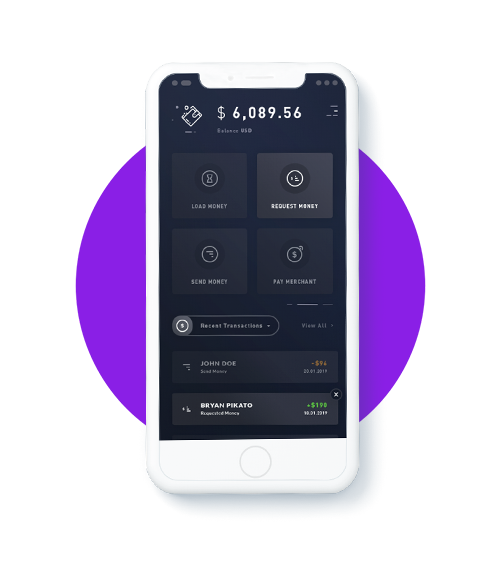 $ 6,089.56
Balance USD
LOAD MONEY
REQUEST MONEY
SEND MONEY
PAY MERCHANT
Recent Transactions
View All
JOHN DOE
-$96
Send Money
20.01.2019
BRYAN PIKATO
+$190
Requested Money
18.01.2019